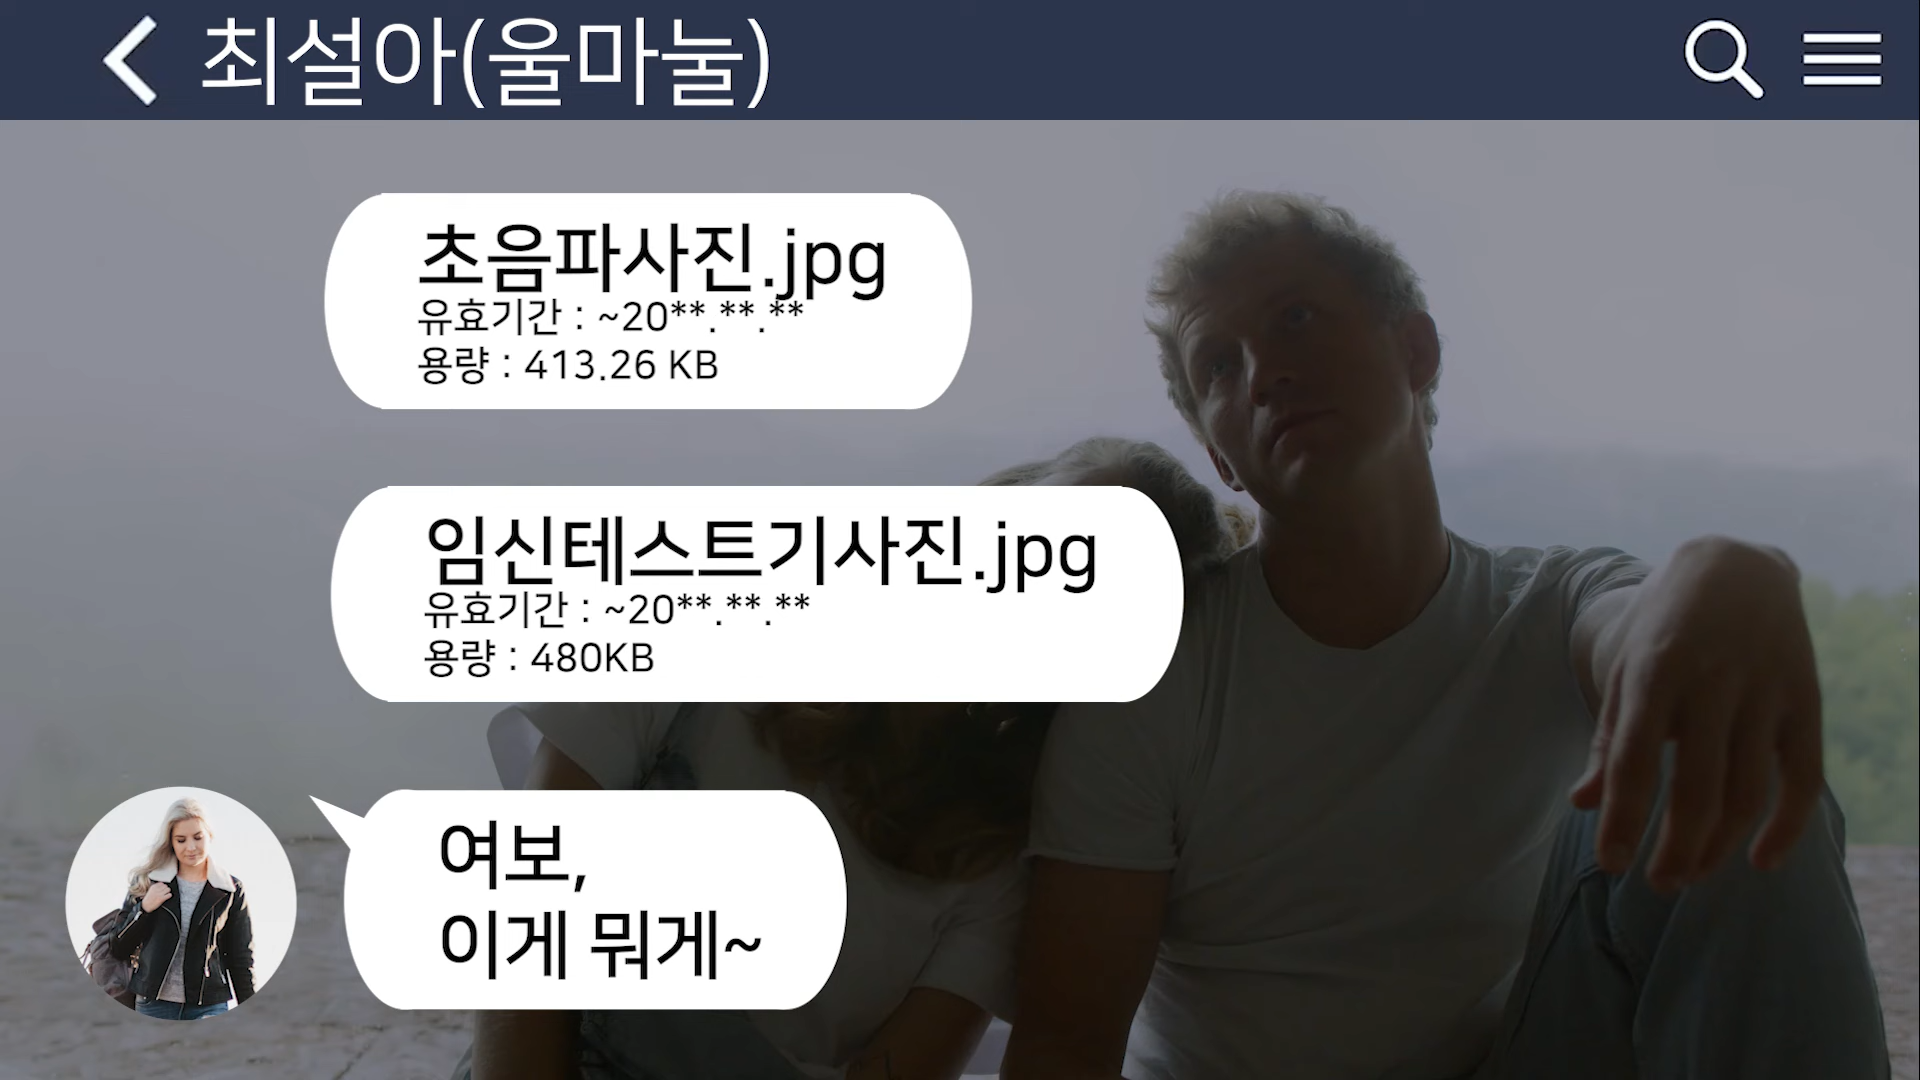 최설아(울마눌)
초음파사진.jpg
유효기간 : ~20**.**.**
용량 : 413.26 KB
임신테스트기사진.jpg
유효기간 : ~20**.**.**
용량 : 480KB
여보,
이게 뭐게~